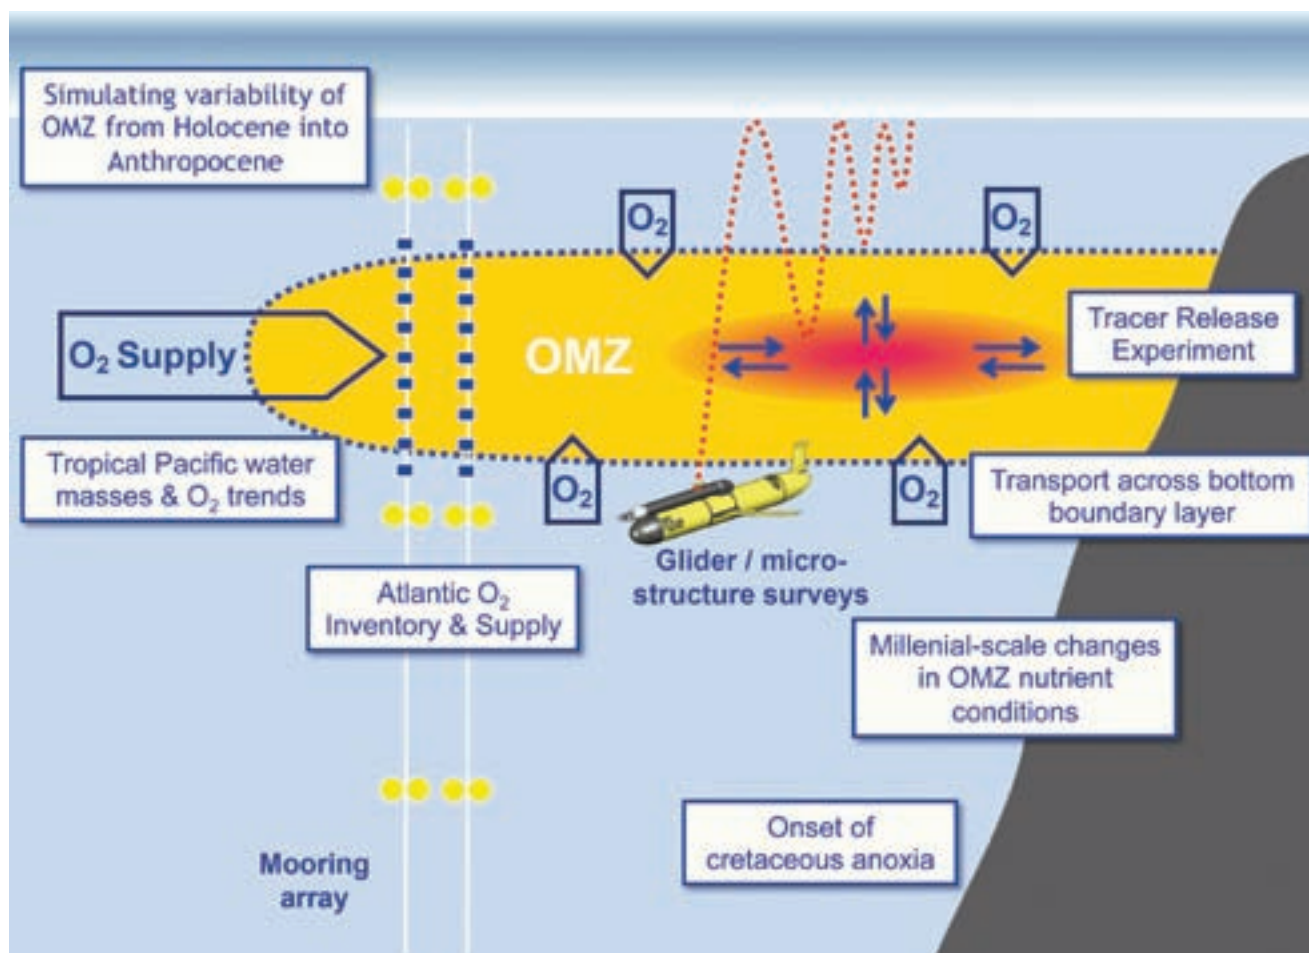 Simulating variability of
OMZ from Holocene into
Anthropocene
O₂
O₂
O₂ Supply
OMZ
Tracer Release
Experiment
Tropical Pacific water
masses & O₂ trends
O₂
O₂
Transport across bottom
boundary layer
Glider / micro-
structure surveys
Atlantic O₂
Inventory & Supply
Millenial-scale changes
in OMZ nutrient
conditions
Onset of
cretaceous anoxia
Mooring
array